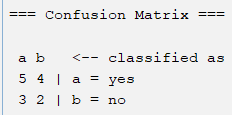 === Confusion Matrix ===
a b   <-- classified as
5 4 | a = yes
3 2 | b = no